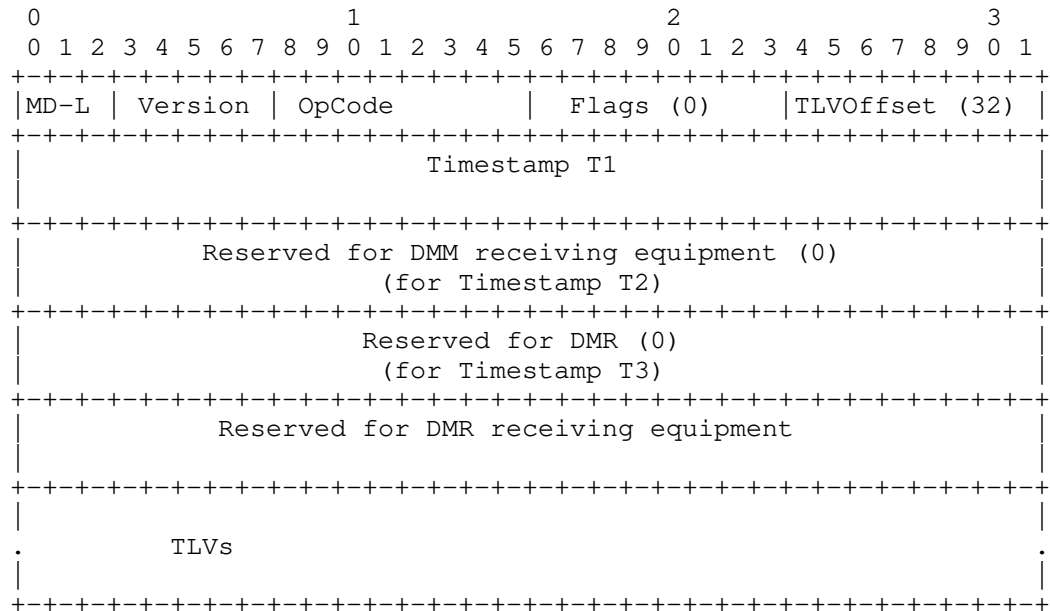 0                   1                   2                   3
0 1 2 3 4 5 6 7 8 9 0 1 2 3 4 5 6 7 8 9 0 1 2 3 4 5 6 7 8 9 0 1
+-+-+-+-+-+-+-+-+-+-+-+-+-+-+-+-+-+-+-+-+-+-+-+-+-+-+-+-+-+-+-+-+
|MD-L | Version | OpCode        |  Flags (0)    |TLVOffset (32) |
+-+-+-+-+-+-+-+-+-+-+-+-+-+-+-+-+-+-+-+-+-+-+-+-+-+-+-+-+-+-+-+-+
|                         Timestamp T1                          |
|                                                               |
+-+-+-+-+-+-+-+-+-+-+-+-+-+-+-+-+-+-+-+-+-+-+-+-+-+-+-+-+-+-+-+-+
|           Reserved for DMM receiving equipment (0)            |
|                      (for Timestamp T2)                       |
+-+-+-+-+-+-+-+-+-+-+-+-+-+-+-+-+-+-+-+-+-+-+-+-+-+-+-+-+-+-+-+-+
|                     Reserved for DMR (0)                      |
|                      (for Timestamp T3)                       |
+-+-+-+-+-+-+-+-+-+-+-+-+-+-+-+-+-+-+-+-+-+-+-+-+-+-+-+-+-+-+-+-+
|            Reserved for DMR receiving equipment               |
|                                                               |
+-+-+-+-+-+-+-+-+-+-+-+-+-+-+-+-+-+-+-+-+-+-+-+-+-+-+-+-+-+-+-+-+
|                                                               |
.         TLVs                                                  .
|                                                               |
+-+-+-+-+-+-+-+-+-+-+-+-+-+-+-+-+-+-+-+-+-+-+-+-+-+-+-+-+-+-+-+-+